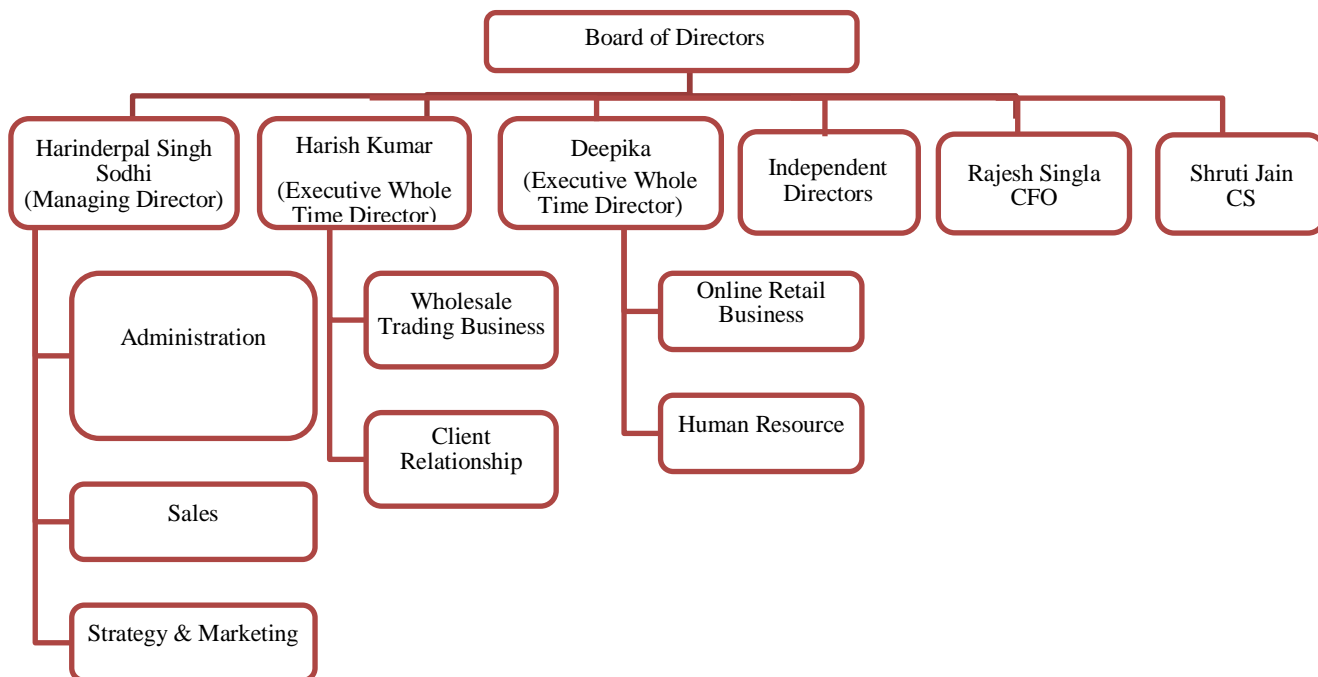 Board of Directors
Harinderpal Singh
Sodhi
(Managing Director)
Harish Kumar
(Executive Whole
Time Director)
Deepika
(Executive Whole
Time Director)
Independent
Directors
Rajesh Singla
CFO
Shruti Jain
CS
Administration
Sales
Strategy & Marketing
Wholesale
Trading Business
Client
Relationship
Online Retail
Business
Human Resource